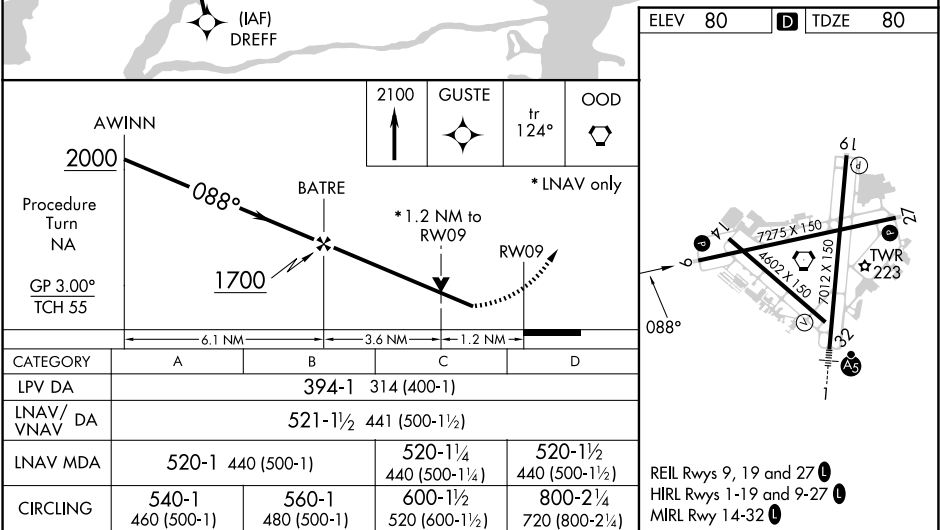 (IAF)
DREFF
ELEV 80 D TDZE 80
2100
GUSTE
tr
124°
OOD
AWINN
2000
088°
BATRE
* LNAV only
Procedure
Turn
NA
*1.2 NM to
RW09
RW09
1700
GP 3.00°
TCH 55
6.1 NM
3.6 NM
1.2 NM
CATEGORY A B C D
LPV DA 394-1 314 (400-1)
LNAV/
VNAV DA 521-1½ 441 (500-1½)
LNAV MDA 520-1 440 (500-1)
520-1¼
440 (500-1¼)
520-1½
440 (500-1½)
CIRCLING
540-1
460 (500-1)
560-1
480 (500-1)
600-1½
520 (600-1½)
800-2¼
720 (800-2¼)
19
P
27
P
14
P
9
7275 X 150
4602 X 150
7012 X 150
TWR
223
088°
V
32
A5
1
REIL Rwys 9, 19 and 27 L
HIRL Rwys 1-19 and 9-27 L
MIRL Rwy 14-32 L